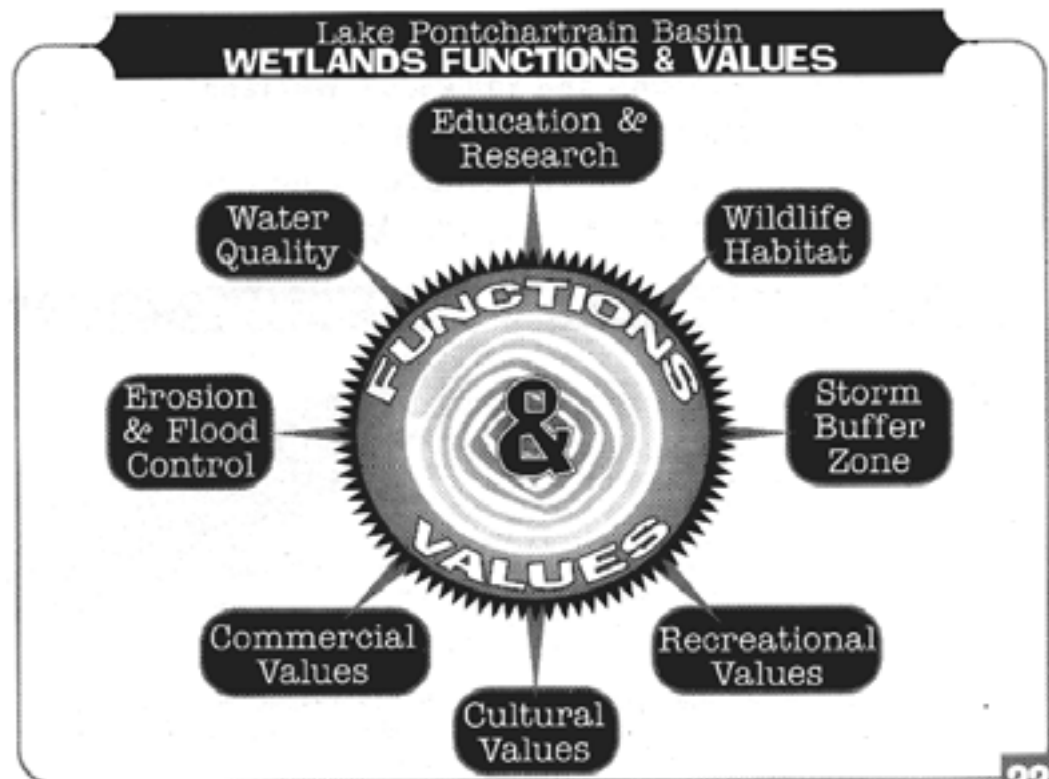 Lake Pontchartrain Basin
WETLANDS FUNCTIONS & VALUES
Education &
Research
Water
Quality
Wildlife
Habitat
FUNCTIONS
&
VALUES
Erosion
& Flood
Control
Storm
Buffer
Zone
Commercial
Values
Recreational
Values
Cultural
Values